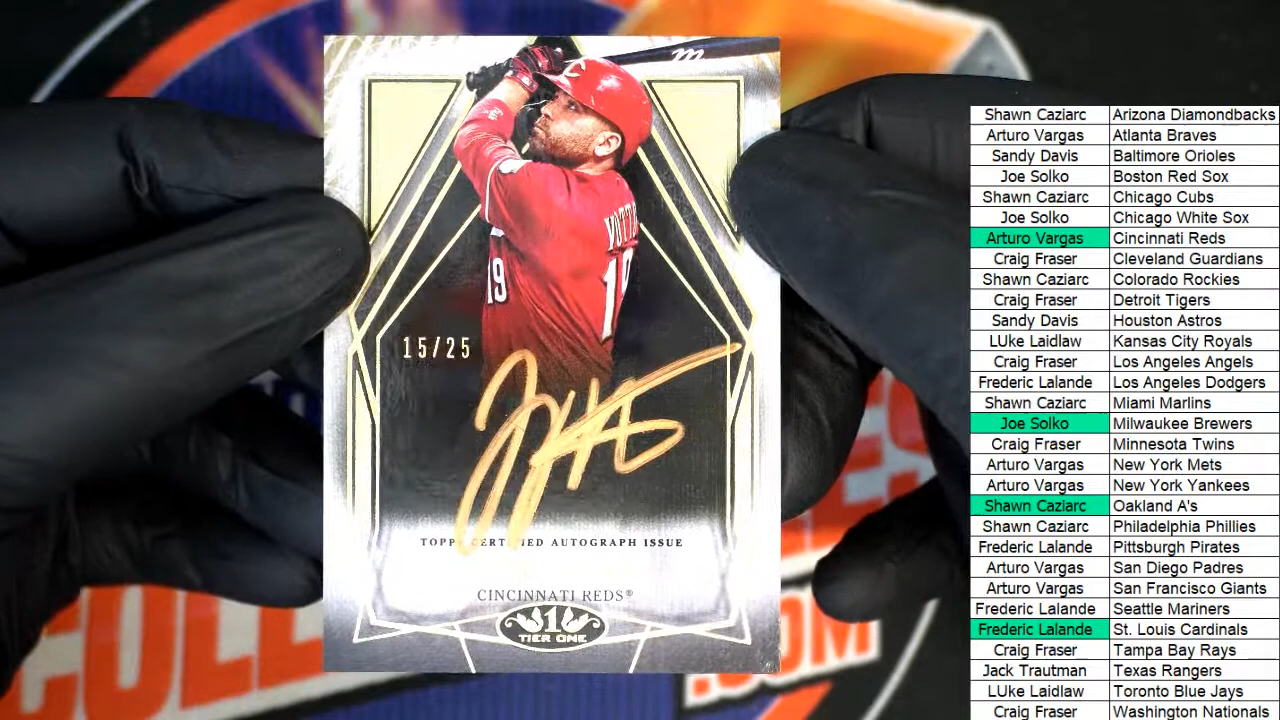 VOTTO
19
19
15/25
TOPPS CERTIFIED AUTOGRAPH ISSUE
CINCINNATI REDS®
1
TIER ONE
Shawn Caziarc Arizona Diamondbacks
Arturo Vargas Atlanta Braves
Sandy Davis Baltimore Orioles
Joe Solko Boston Red Sox
Shawn Caziarc Chicago Cubs
Joe Solko Chicago White Sox
Arturo Vargas Cincinnati Reds
Craig Fraser Cleveland Guardians
Shawn Caziarc Colorado Rockies
Craig Fraser Detroit Tigers
Sandy Davis Houston Astros
LUke Laidlaw Kansas City Royals
Craig Fraser Los Angeles Angels
Frederic Lalande Los Angeles Dodgers
Shawn Caziarc Miami Marlins
Joe Solko Milwaukee Brewers
Craig Fraser Minnesota Twins
Arturo Vargas New York Mets
Arturo Vargas New York Yankees
Shawn Caziarc Oakland A's
Shawn Caziarc Philadelphia Phillies
Frederic Lalande Pittsburgh Pirates
Arturo Vargas San Diego Padres
Arturo Vargas San Francisco Giants
Frederic Lalande Seattle Mariners
Frederic Lalande St. Louis Cardinals
Craig Fraser Tampa Bay Rays
Jack Trautman Texas Rangers
LUke Laidlaw Toronto Blue Jays
Craig Fraser Washington Nationals